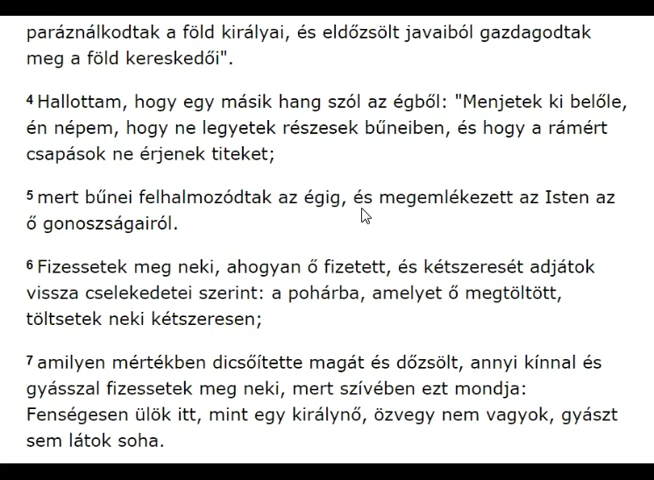 paráználkodtak a föld királyai, és eldőzsölt javaiból gazdagodtak
meg a föld kereskedői".
4 Hallottam, hogy egy másik hang szól az égből: "Menjetek ki belőle,
én népem, hogy ne legyetek részesek bűneiben, és hogy a rámért
csapások ne érjenek titeket;
5 mert bűnei felhalmozódtak az égig, és megemlékezett az Isten az
ő gonoszságairól.
6 Fizessetek meg neki, ahogyan ő fizetett, és kétszeresét adjátok
vissza cselekedetei szerint: a pohárba, amelyet ő megtöltött,
töltsetek neki kétszeresen;
7 amilyen mértékben dicsőítette magát és dőzsölt, annyi kínnal és
gyásszal fizessetek meg neki, mert szívében ezt mondja:
Fenségesen ülök itt, mint egy királynő, özvegy nem vagyok, gyászt
sem látok soha.